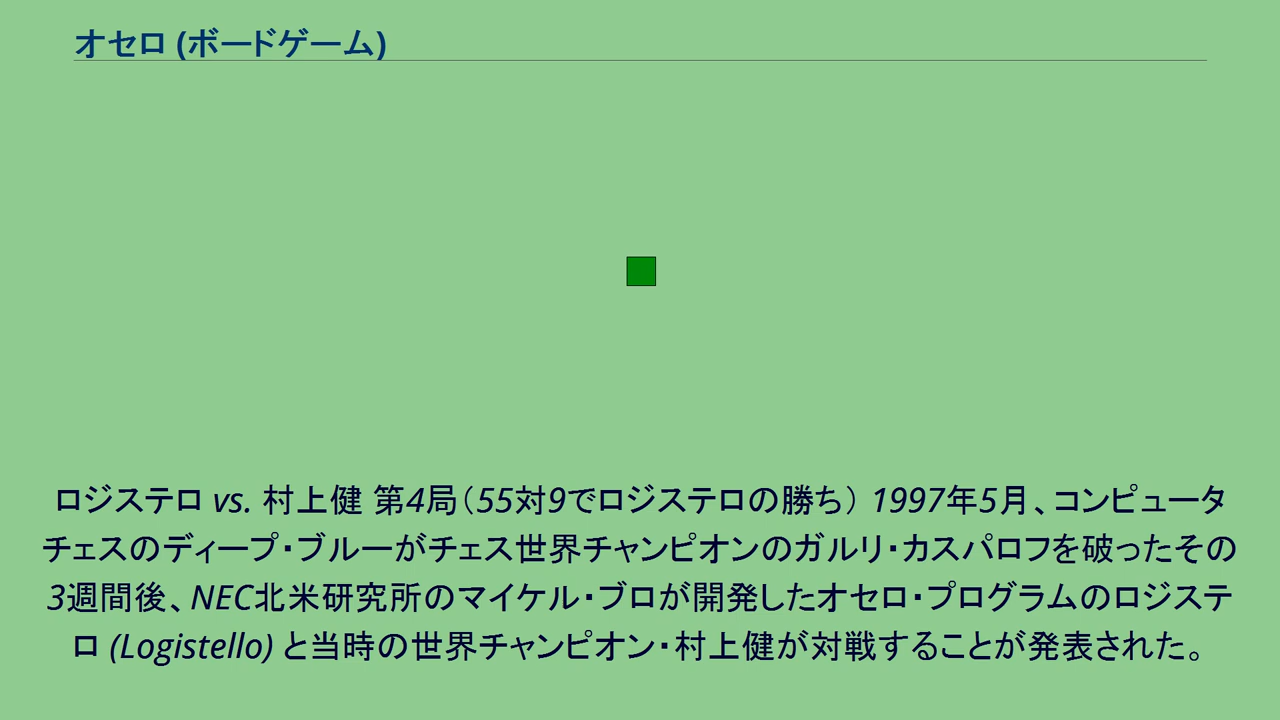 オセロ (ボードゲーム)
ロジステロ vs. 村上健 第4局（55対9でロジステロの勝ち） 1997年5月、コンピュータ
チェスのディープ・ブルーがチェス世界チャンピオンのガルリ・カスパロフを破ったその
3週間後、NEC北米研究所のマイケル・ブロが開発したオセロ・プログラムのロジステ
ロ (Logistello) と当時の世界チャンピオン・村上健が対戦することが発表された。